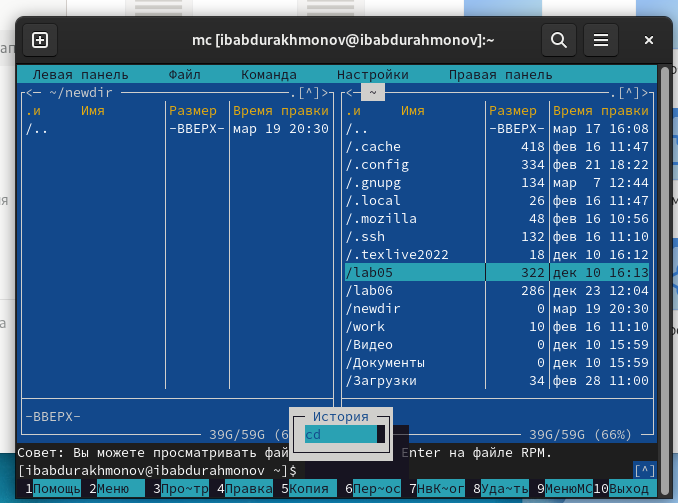 mc [ibabdurakhmonov@ibabdurahmonov]:~
Левая панель Файл Команда Настройки Правая панель
<— ~/newdir .[^]>
.и Имя Размер Время правки
/.. -ВВЕРХ- мар 19 20:30
-ВВЕРХ-
39G/59G (6
<— ~ .[^]>
.и Имя Размер Время правки
/.. -ВВЕРХ- мар 17 16:08
/.cache 418 фев 16 11:47
/.config 334 фев 21 18:22
/.gnupg 134 мар 7 12:44
/.local 26 фев 16 11:47
/.mozilla 48 фев 16 10:56
/.ssh 132 фев 16 11:10
/.texlive2022 18 дек 10 16:12
/lab05 322 дек 10 16:13
/lab06 286 дек 23 12:04
/newdir 0 мар 19 20:30
/work 10 фев 16 11:10
/Видео 0 дек 10 15:59
/Документы 0 дек 10 15:59
/Загрузки 34 фев 28 11:00
39G/59G (66%)
История
cd
Совет: Вы можете просматривать фай Enter на файле RPM.
[ibabdurakhmonov@ibabdurahmonov ~]$ [^]
1Помощь 2Меню 3Про~тр 4Правка 5Копия 6Пер~ос 7НвК~ог 8Уда~ть 9МенюMC 10Выход